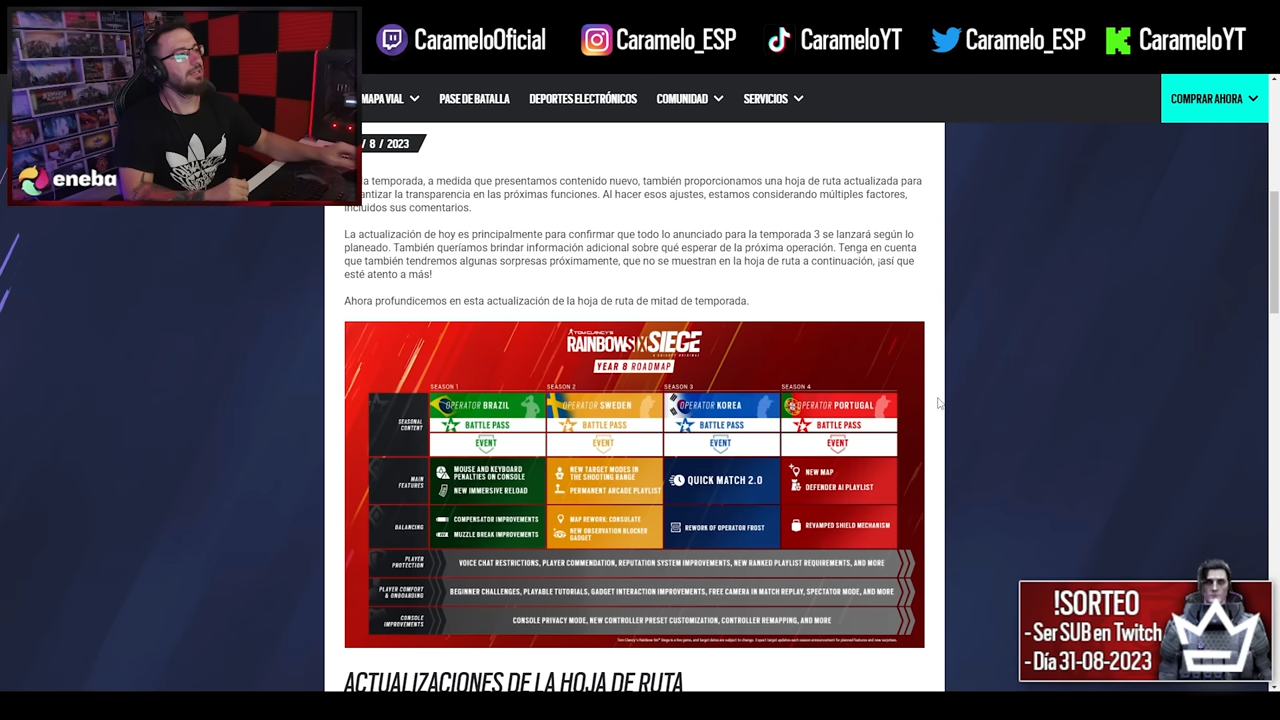 CarameloOficial
Caramelo_ESP
CarameloYT
Caramelo_ESP
CarameloYT
eneba
MAPA VIAL
PASE DE BATALLA
DEPORTES ELECTRÓNICOS
COMUNIDAD
SERVICIOS
COMPRAR AHORA
/ 8 / 2023
temporada, a medida que presentamos contenido nuevo, también proporcionamos una hoja de ruta actualizada para
la transparencia en las próximas funciones. Al hacer esos ajustes, estamos considerando múltiples factores,
incluidos sus comentarios.
La actualización de hoy es principalmente para confirmar que todo lo anunciado para la temporada 3 se lanzará según lo
planeado. También queríamos brindar información adicional sobre qué esperar de la próxima operación. Tenga en cuenta
que también tendremos algunas sorpresas próximamente, que no se muestran en la hoja de ruta a continuación, ¡así que
esté atento a más!
Ahora profundicemos en esta actualización de la hoja de ruta de mitad de temporada.
TOM CLANCY'S
RAINBOW SIX SIEGE
YEAR 8 ROADMAP
SEASON 1
SEASON 2
SEASON 3
SEASON 4
SEASONAL
CONTENT
OPERATOR BRAZIL
OPERATOR SWEDEN
OPERATOR KOREA
OPERATOR PORTUGAL
BATTLE PASS
BATTLE PASS
BATTLE PASS
BATTLE PASS
EVENT
EVENT
EVENT
EVENT
MAIN
FEATURES
MOUSE AND KEYBOARD
PENALTIES ON CONSOLE
NEW IMMERSIVE RELOAD
NEW TARGET MODES IN
THE SHOOTING RANGE
PERMANENT ARCADE PLAYLIST
QUICK MATCH 2.0
NEW MAP
DEFENDER AI PLAYLIST
BALANCING
COMPENSATOR IMPROVEMENTS
MUZZLE BREAK IMPROVEMENTS
MAP REWORK: CONSULATE
NEW OBSERVATION BLOCKER
GADGET
REWORK OF OPERATOR FROST
REVAMPED SHIELD MECHANISM
PLAYER
PROTECTION
VOICE CHAT RESTRICTIONS, PLAYER COMMENDATION, REPUTATION SYSTEM IMPROVEMENTS, NEW RANKED PLAYLIST REQUIREMENTS, AND MORE
PLAYER COMFORT
& ONBOARDING
BEGINNER CHALLENGES, PLAYABLE TUTORIALS, GADGET INTERACTION IMPROVEMENTS, FREE CAMERA IN MATCH REPLAY, SPECTATOR MODE, AND MORE
CONSOLE
IMPROVEMENTS
CONSOLE PRIVACY MODE, NEW CONTROLLER PRESET CUSTOMIZATION, CONTROLLER REMAPPING, AND MORE
ACTUALIZACIONES DE LA HOJA DE RUTA
!SORTEO
- Ser SUB en Twitch
- Día 31-08-2023